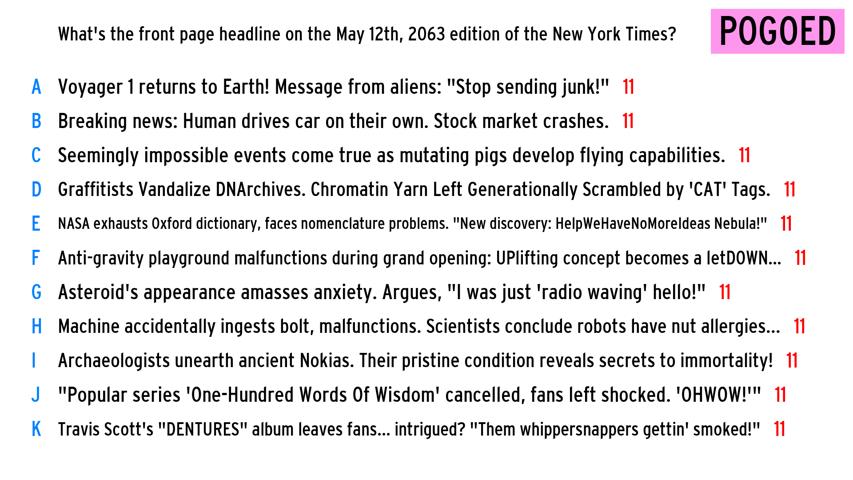 What's the front page headline on the May 12th, 2063 edition of the New York Times? POGOED
A Voyager 1 returns to Earth! Message from aliens: "Stop sending junk!" 11
B Breaking news: Human drives car on their own. Stock market crashes. 11
C Seemingly impossible events come true as mutating pigs develop flying capabilities. 11
D Graffitists Vandalize DNArchives. Chromatin Yarn Left Generationally Scrambled by 'CAT' Tags. 11
E NASA exhausts Oxford dictionary, faces nomenclature problems. "New discovery: HelpWeHaveNoMoreIdeas Nebula!" 11
F Anti-gravity playground malfunctions during grand opening: UPlifting concept becomes a letDOWN... 11
G Asteroid's appearance amasses anxiety. Argues, "I was just 'radio waving' hello!" 11
H Machine accidentally ingests bolt, malfunctions. Scientists conclude robots have nut allergies... 11
I Archaeologists unearth ancient Nokias. Their pristine condition reveals secrets to immortality! 11
J "Popular series 'One-Hundred Words Of Wisdom' cancelled, fans left shocked. 'OHWOW!'" 11
K Travis Scott's "DENTURES" album leaves fans... intrigued? "Them whippersnappers gettin' smoked!" 11